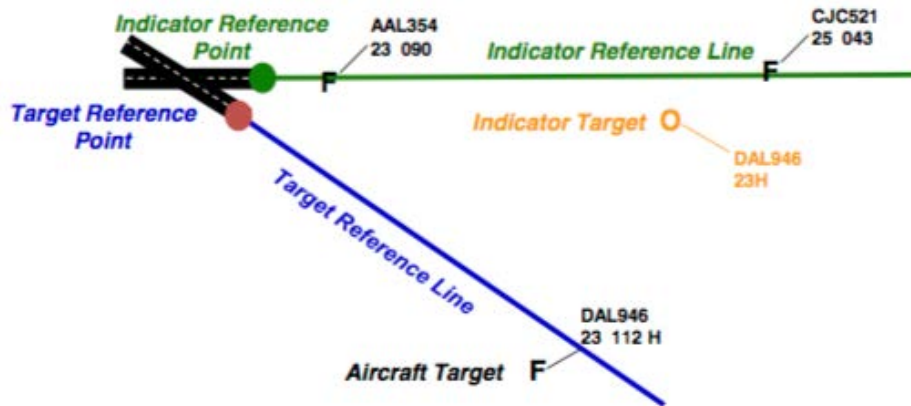 Indicator Reference
Point
AAL354
23 090
F
Indicator Reference Line
CJC521
25 043
F
Target Reference
Point
Indicator Target O
DAL946
23H
Target Reference Line
DAL946
23 112 H
Aircraft Target F